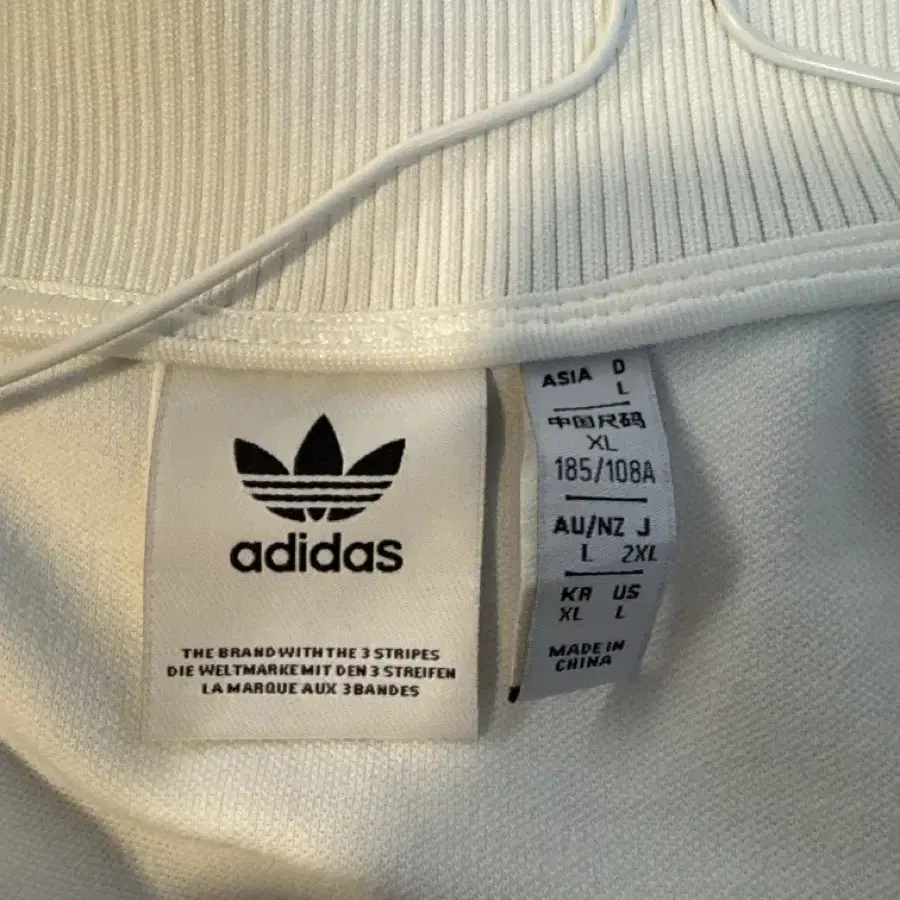 adidas
THE BRAND WITH THE 3 STRIPES
DIE WELTMARKE MIT DEN 3 STREIFEN
LA MARQUE AUX 3 BANDES
ASIA D
L
中国尺码
XL
185/108A
AU/NZ J
L 2XL
KR US
XL L
MADE IN
CHINA